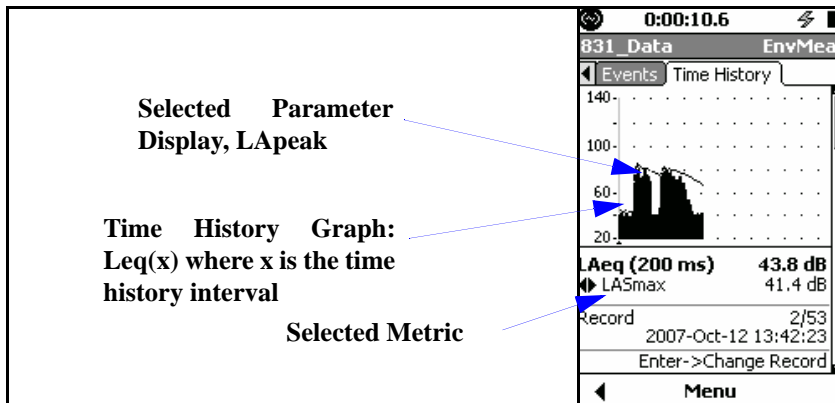 Selected Parameter
Display, LApeak
Time History Graph:
Leq(x) where x is the time
history interval
Selected Metric
0:00:10.6
831_Data EnvMea
Events Time History
140
100
60
20
LAeq (200 ms) 43.8 dB
LASmax 41.4 dB
Record 2/53
2007-Oct-12 13:42:23
Enter->Change Record
Menu